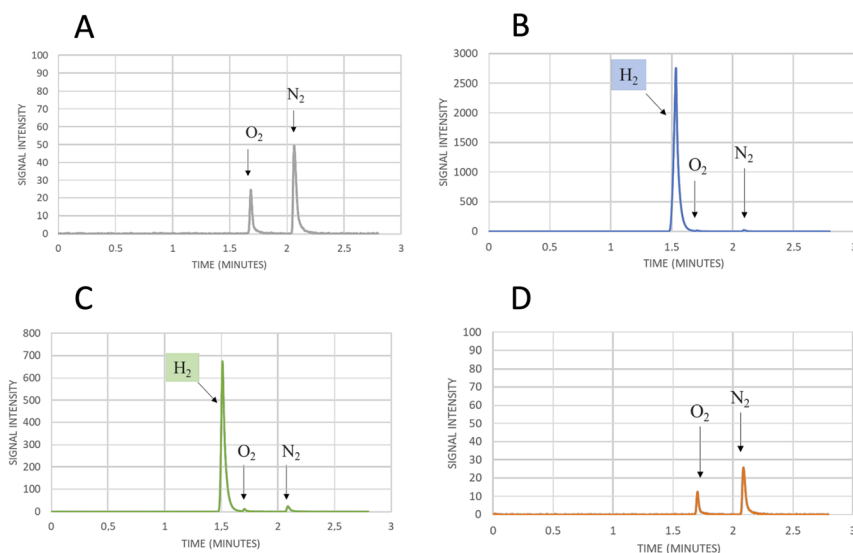 A
100
90
80
70
60
50
40
30
20
10
0
SIGNAL INTENSITY
O2
N2
0 0.5 1 1.5 2 2.5 3
TIME (MINUTES)
B
3000
2500
2000
1500
1000
500
0
SIGNAL INTENSITY
H2
O2
N2
0 0.5 1 1.5 2 2.5 3
TIME (MINUTES)
C
800
700
600
500
400
300
200
100
0
SIGNAL INTENSITY
H2
O2
N2
0 0.5 1 1.5 2 2.5 3
TIME (MINUTES)
D
100
90
80
70
60
50
40
30
20
10
0
SIGNAL INTENSITY
O2
N2
0 0.5 1 1.5 2 2.5 3
TIME (MINUTES)